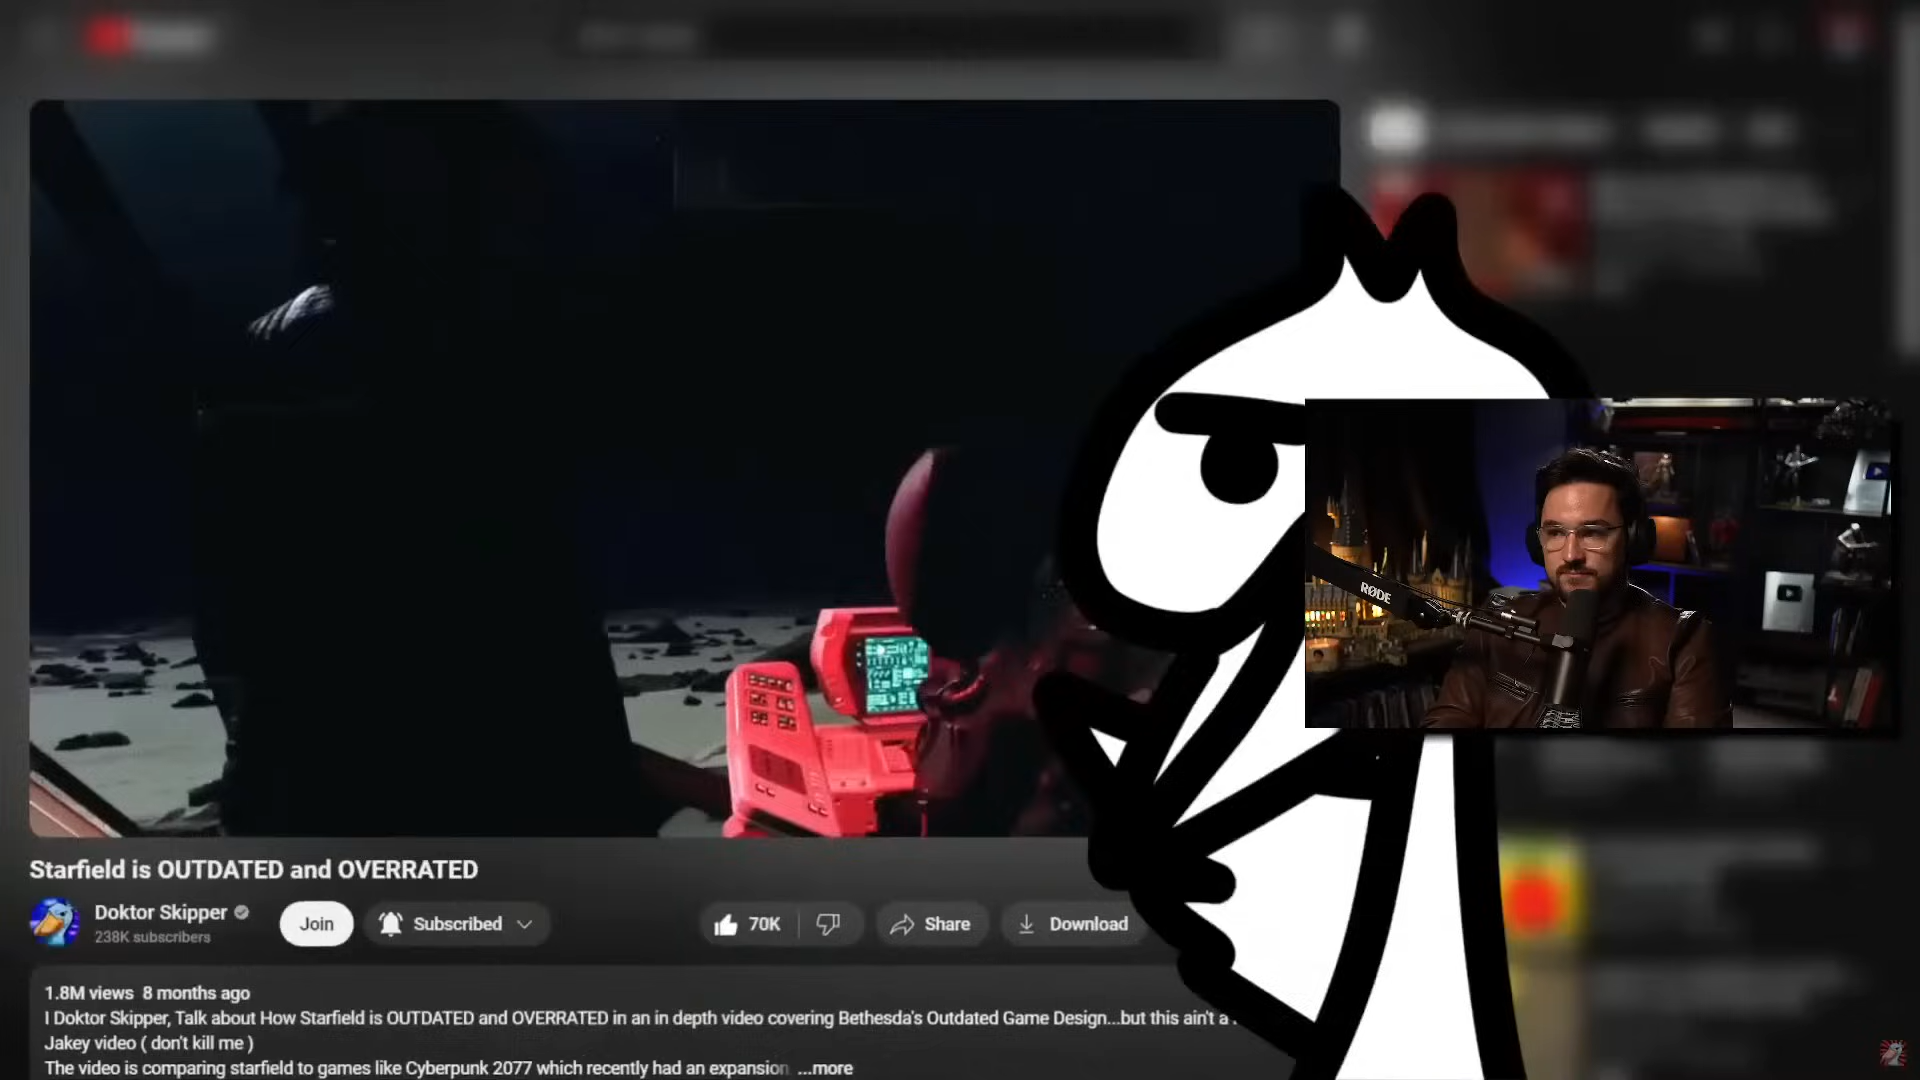 RØDE
Starfield is OUTDATED and OVERRATED
Doktor Skipper
238K subscribers
Join
Subscribed
70K
Share
Download
1.8M views 8 months ago
I Doktor Skipper, Talk about How Starfield is OUTDATED and OVERRATED in an in depth video covering Bethesda's Outdated Game Design...but this ain't a
Jakey video ( don't kill me )
The video is comparing starfield to games like Cyberpunk 2077 which recently had an expansion ...more